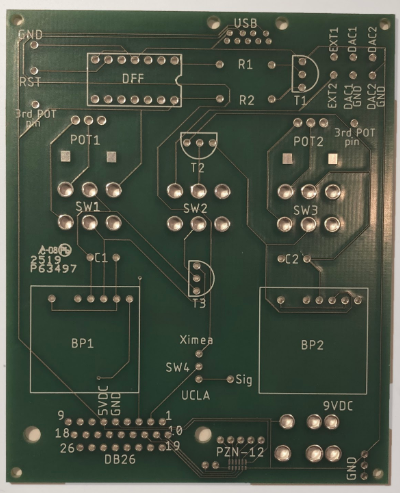 USB
GND
EXT1
DAC1
DAC2
DFF
R1
RST
R2
T1
EXT2
DAC1
GND
DAC2
GND
3rd POT
pin
3rd POT
pin
POT1
POT2
T2
SW1
SW2
SW3
A-08
2519
P63497
C1
C2
T3
BP1
BP2
Ximea
SW4
Sig
UCLA
5VDC
GND
9VDC
9
1
18
10
26
19
DB26
PZN-12
GND